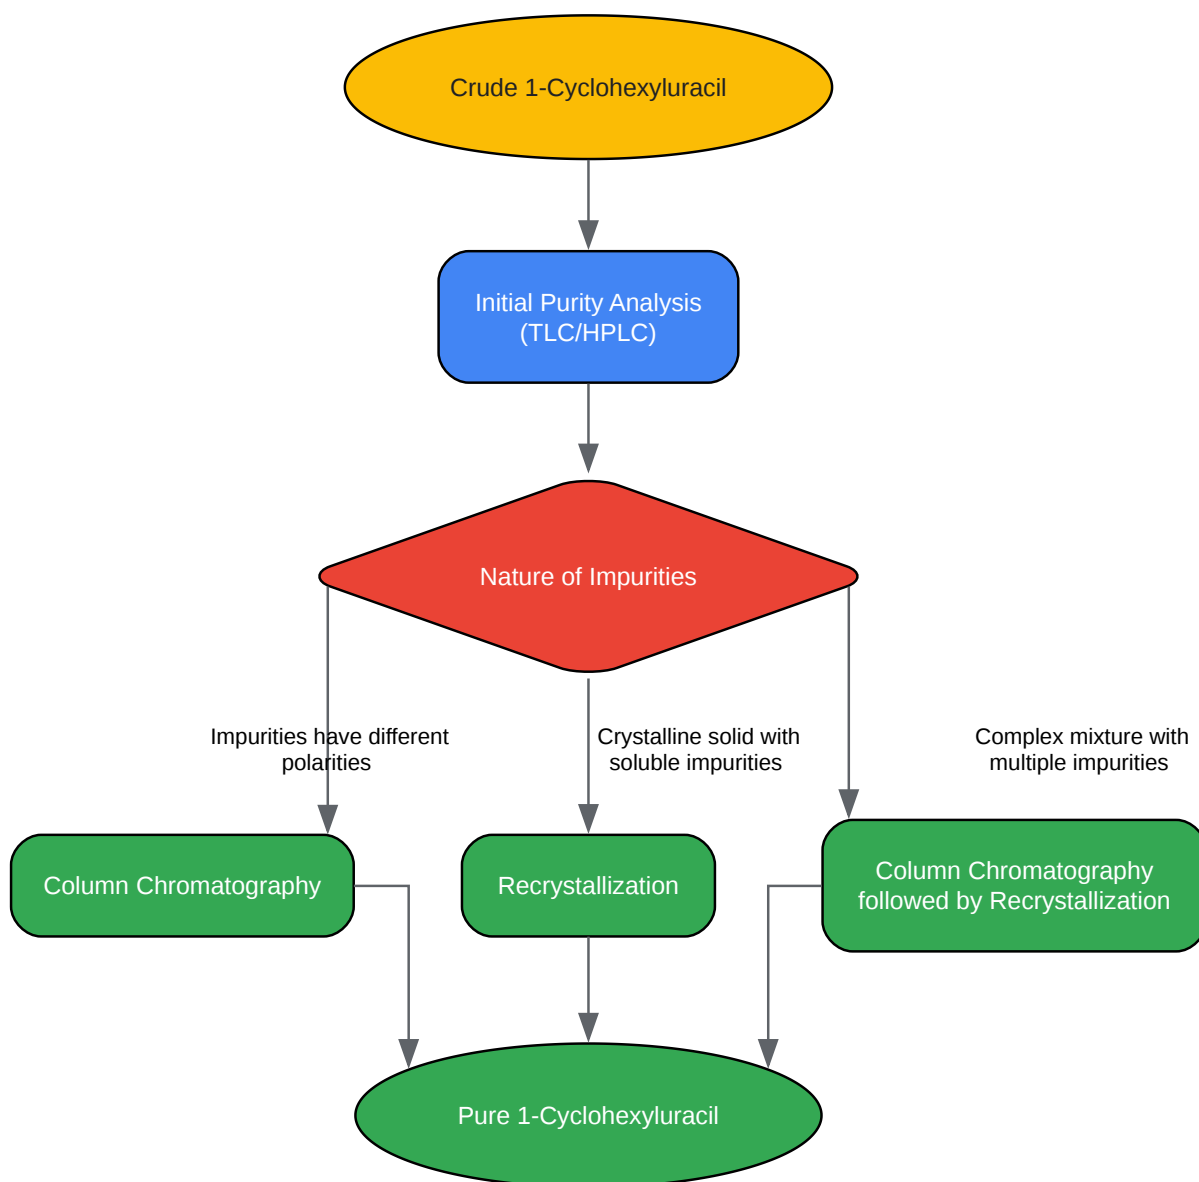 Crude 1-Cyclohexyluracil
Initial Purity Analysis
(TLC/HPLC)
Nature of Impurities
Impurities have different
polarities
Crystalline solid with
soluble impurities
Complex mixture with
multiple impurities
Column Chromatography
Recrystallization
Column Chromatography
followed by Recrystallization
Pure 1-Cyclohexyluracil